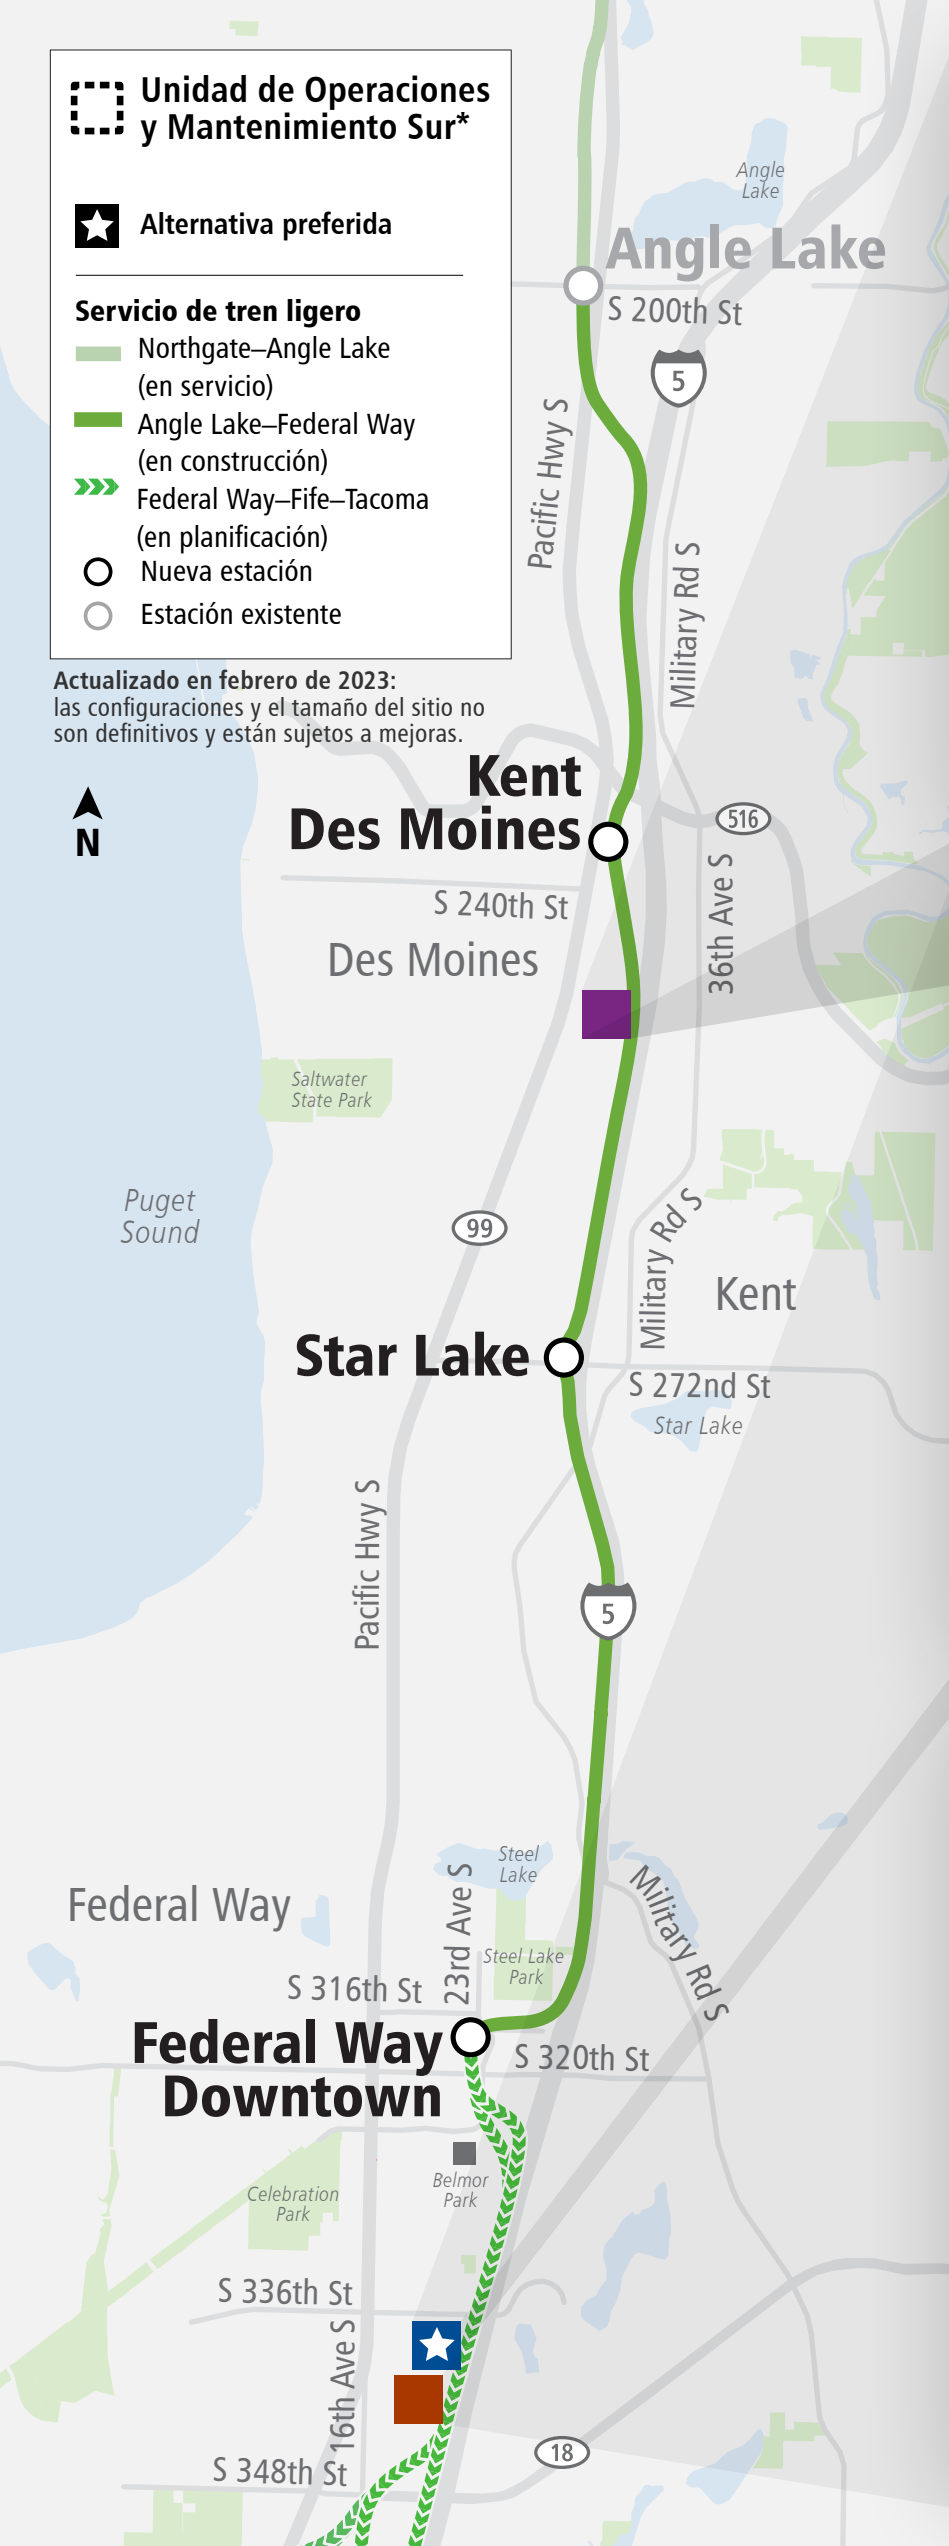 Unidad de Operaciones
y Mantenimiento Sur*
Alternativa preferida
Servicio de tren ligero
Northgate–Angle Lake
(en servicio)
Angle Lake–Federal Way
(en construcción)
Federal Way–Fife–Tacoma
(en planificación)
Nueva estación
Estación existente
Actualizado en febrero de 2023:
las configuraciones y el tamaño del sitio no
son definitivos y están sujetos a mejoras.
N
Angle
Lake
Angle Lake
S 200th St
5
Pacific Hwy S
Military Rd S
Kent
Des Moines
516
S 240th St
36th Ave S
Des Moines
Saltwater
State Park
Puget
Sound
99
Military Rd S
Kent
Star Lake
S 272nd St
Star Lake
Pacific Hwy S
5
Steel
Lake
23rd Ave S
Military Rd S
Federal Way
Steel Lake
Park
S 316th St
Federal Way
Downtown
S 320th St
Belmor
Park
Celebration
Park
S 336th St
16th Ave S
18
S 348th St